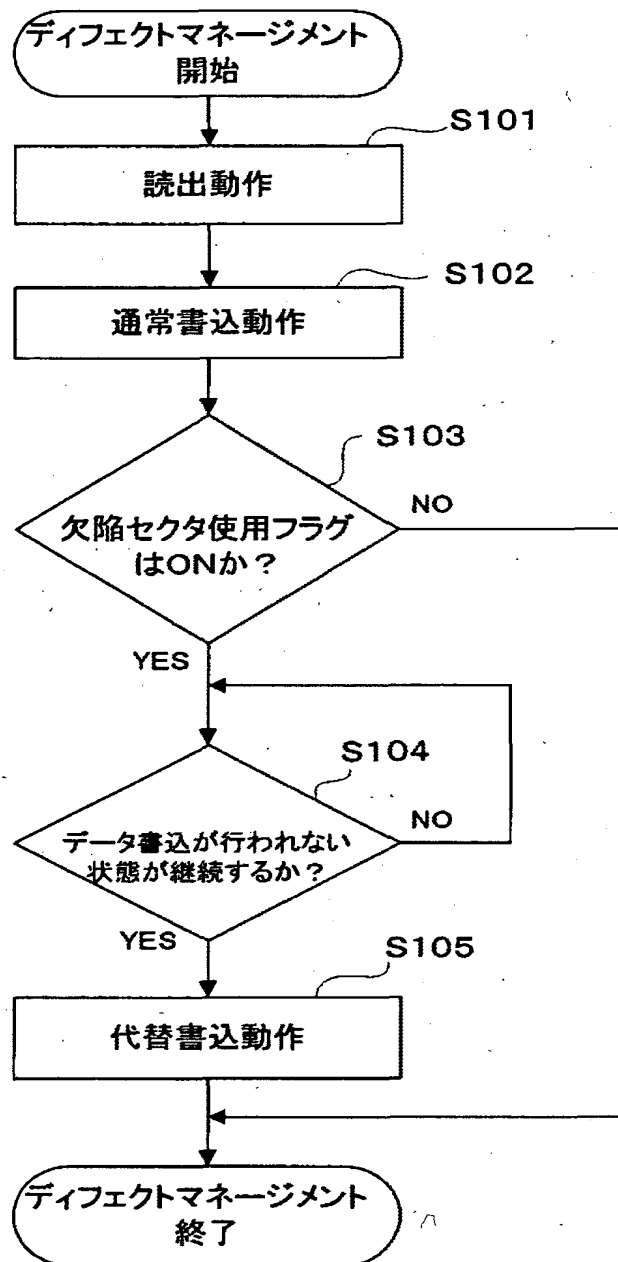 ディフェクトマネージメント
開始
S101
読出動作
S102
通常書込動作
S103
欠陥セクタ使用フラグ
はONか?
NO
YES
S104
データ書込が行われない
状態が継続するか?
NO
YES
S105
代替書込動作
ディフェクトマネージメント
終了